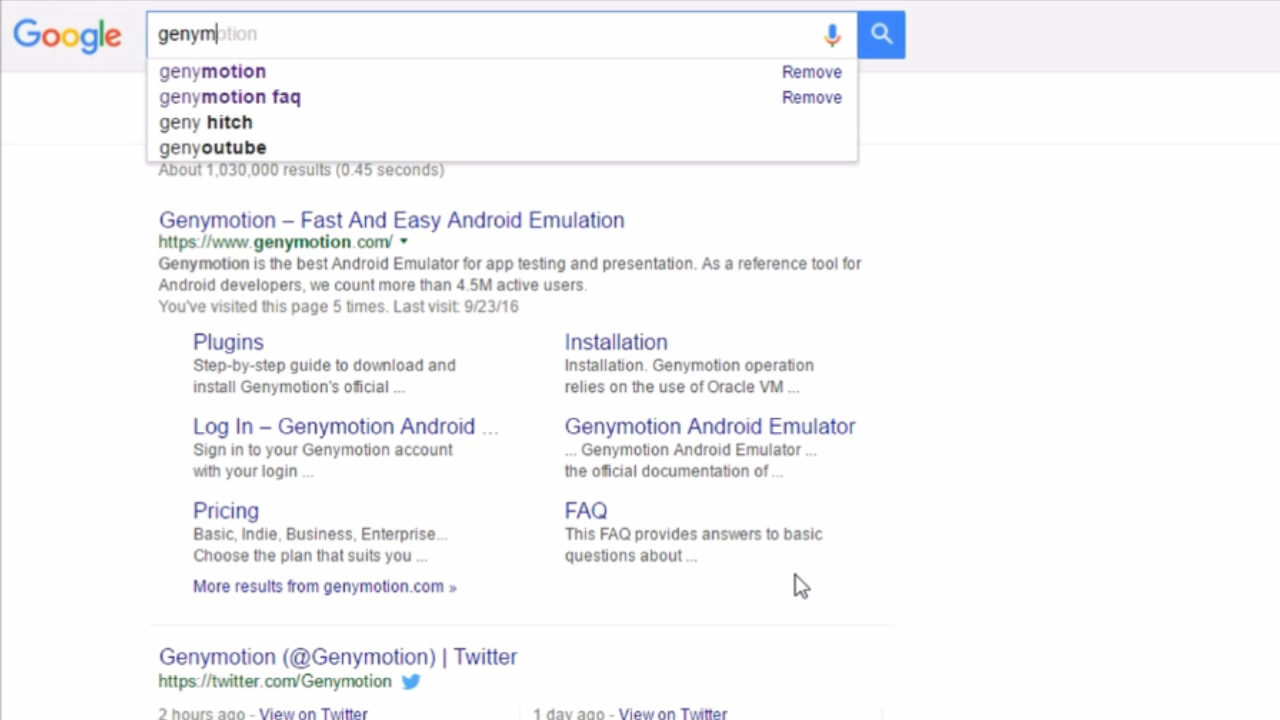 Google
genymotion
genymotion Remove
genymotion faq Remove
geny hitch
genyoutube
About 1,030,000 results (0.45 seconds)
Genymotion – Fast And Easy Android Emulation
https://www.genymotion.com/
Genymotion is the best Android Emulator for app testing and presentation. As a reference tool for
Android developers, we count more than 4.5M active users.
You've visited this page 5 times. Last visit: 9/23/16
Plugins
Step-by-step guide to download and
install Genymotion's official ...
Installation
Installation. Genymotion operation
relies on the use of Oracle VM ...
Log In – Genymotion Android ...
Sign in to your Genymotion account
with your login ...
Genymotion Android Emulator
... Genymotion Android Emulator ...
the official documentation of ...
Pricing
Basic, Indie, Business, Enterprise...
Choose the plan that suits you ...
FAQ
This FAQ provides answers to basic
questions about ...
More results from genymotion.com »
Genymotion (@Genymotion) | Twitter
https://twitter.com/Genymotion
2 hours ago - View on Twitter
1 day ago - View on Twitter